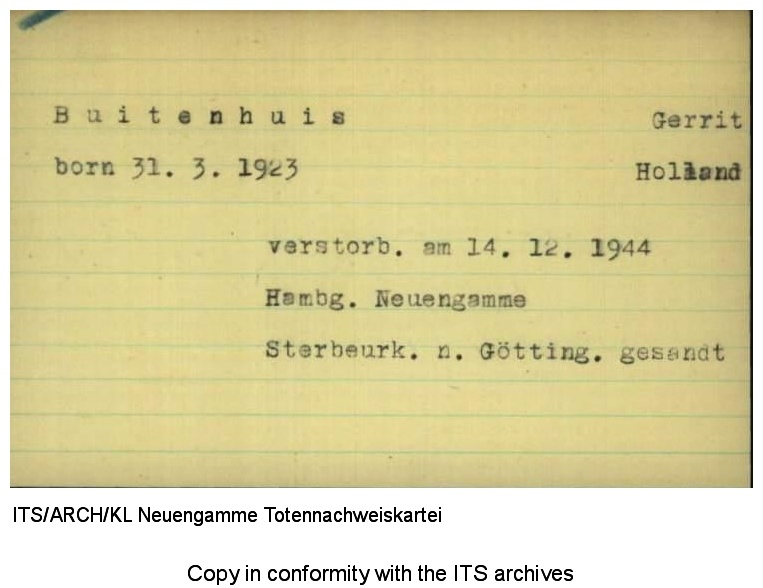 B u i t e n h u i s Gerrit
born 31. 3. 1923 Holland
verstorb. am 14. 12. 1944
Hambg. Neuengamme
Sterbeurk. n. Götting. gesandt
ITS/ARCH/KL Neuengamme Totennachweiskartei
Copy in conformity with the ITS archives